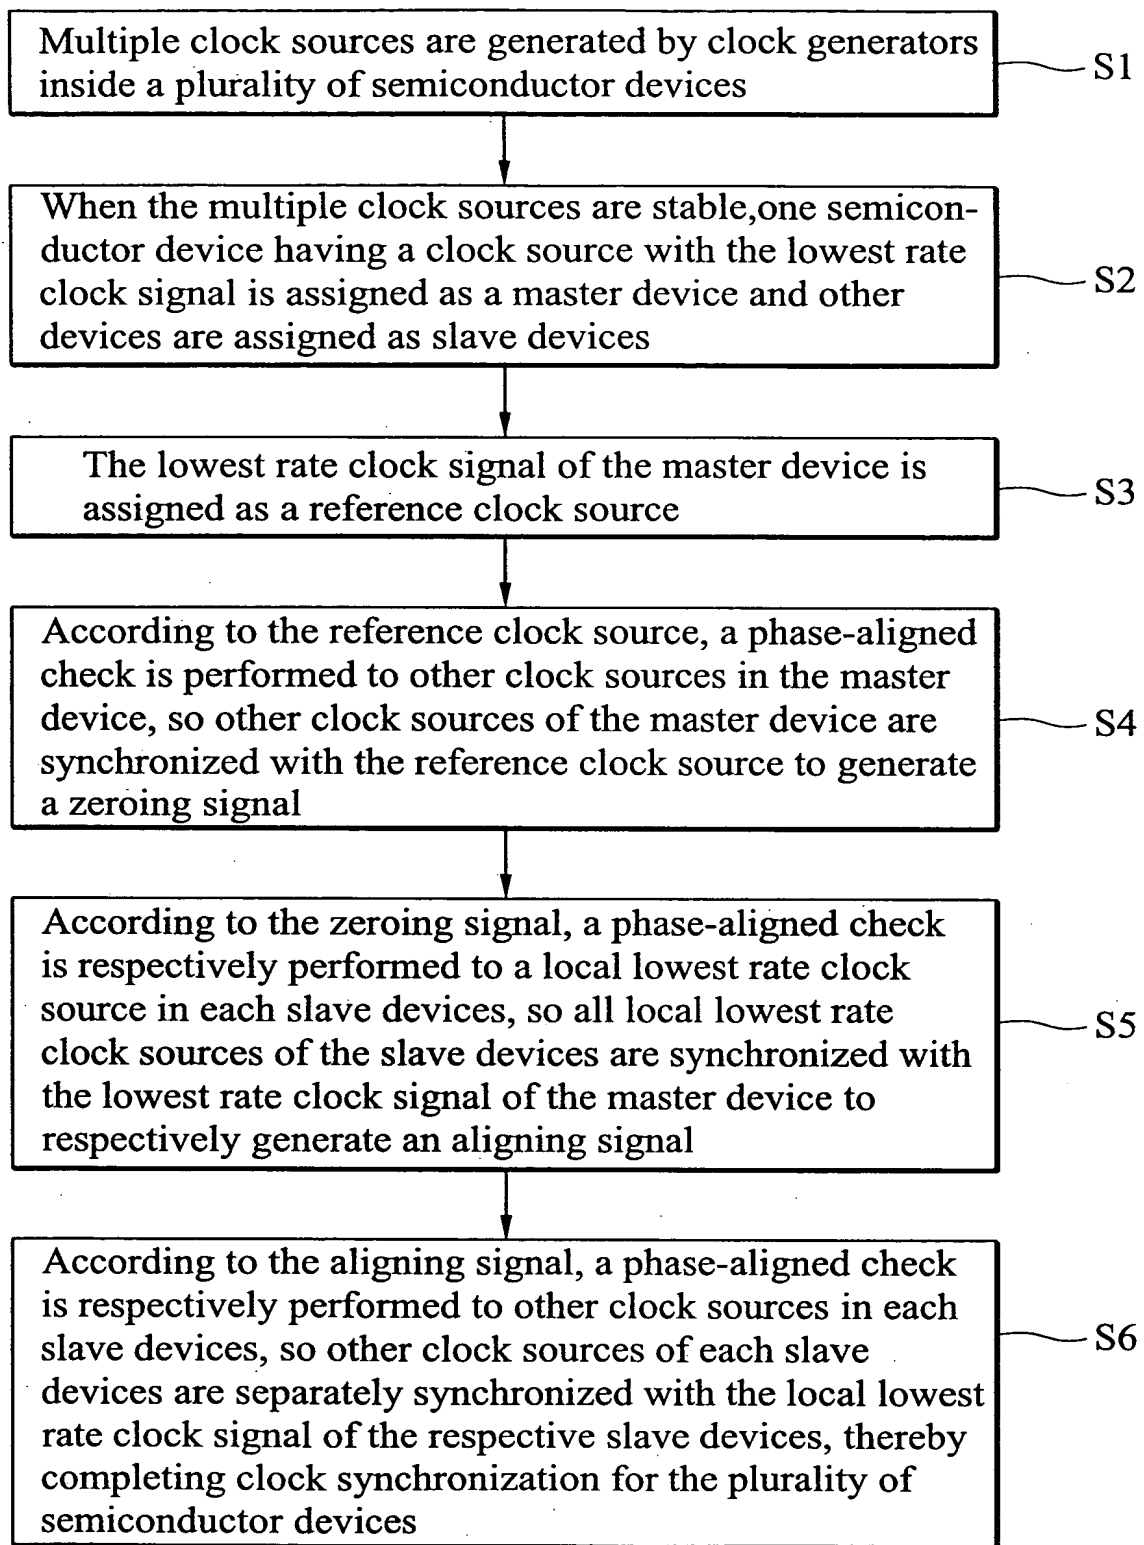 Multiple clock sources are generated by clock generators
inside a plurality of semiconductor devices
S1
When the multiple clock sources are stable,one semicon-
ductor device having a clock source with the lowest rate
clock signal is assigned as a master device and other
devices are assigned as slave devices
S2
The lowest rate clock signal of the master device is
assigned as a reference clock source
S3
According to the reference clock source, a phase-aligned
check is performed to other clock sources in the master
device, so other clock sources of the master device are
synchronized with the reference clock source to generate
a zeroing signal
S4
According to the zeroing signal, a phase-aligned check
is respectively performed to a local lowest rate clock
source in each slave devices, so all local lowest rate
clock sources of the slave devices are synchronized with
the lowest rate clock signal of the master device to
respectively generate an aligning signal
S5
According to the aligning signal, a phase-aligned check
is respectively performed to other clock sources in each
slave devices, so other clock sources of each slave
devices are separately synchronized with the local lowest
rate clock signal of the respective slave devices, thereby
completing clock synchronization for the plurality of
semiconductor devices
S6